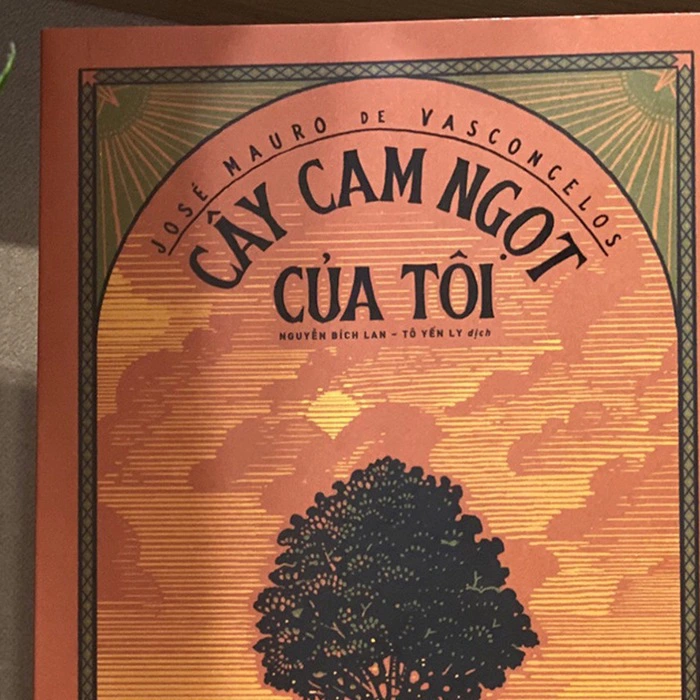 JOSÉ MAURO DE VASCONCELOS
CÂY CAM NGỌT
CỦA TÔI
NGUYỄN BÍCH LAN – TÔ YẾN LY dịch